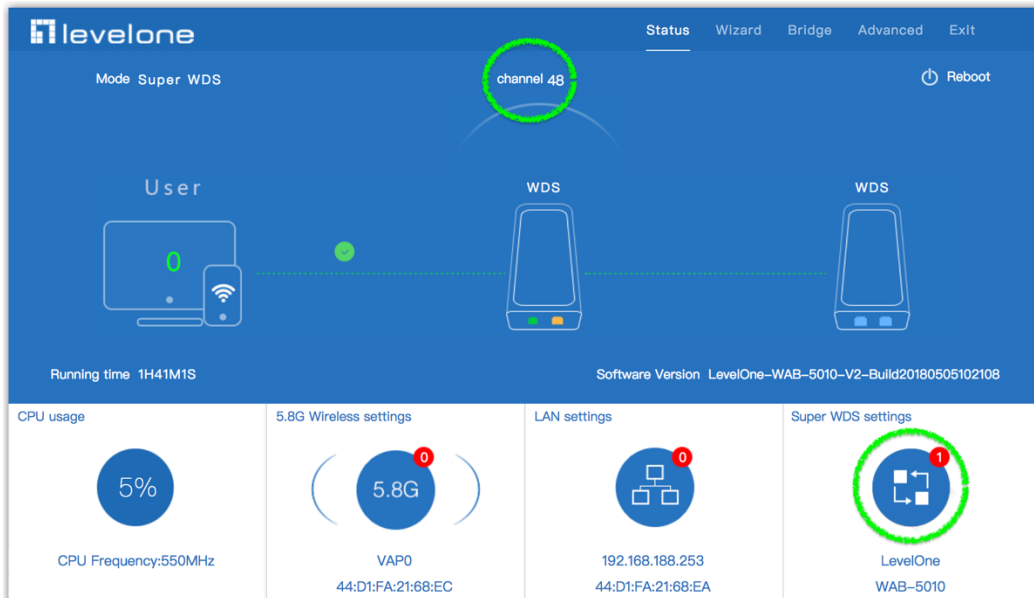 levelone
Status Wizard Bridge Advanced Exit
Mode Super WDS
channel 48
Reboot
User
WDS
WDS
0
Running time 1H41M1S
Software Version LevelOne-WAB-5010-V2-Build20180505102108
CPU usage
5.8G Wireless settings
LAN settings
Super WDS settings
5%
0
5.8G
0
1
CPU Frequency:550MHz
VAP0
192.168.188.253
LevelOne
44:D1:FA:21:68:EC
44:D1:FA:21:68:EA
WAB-5010